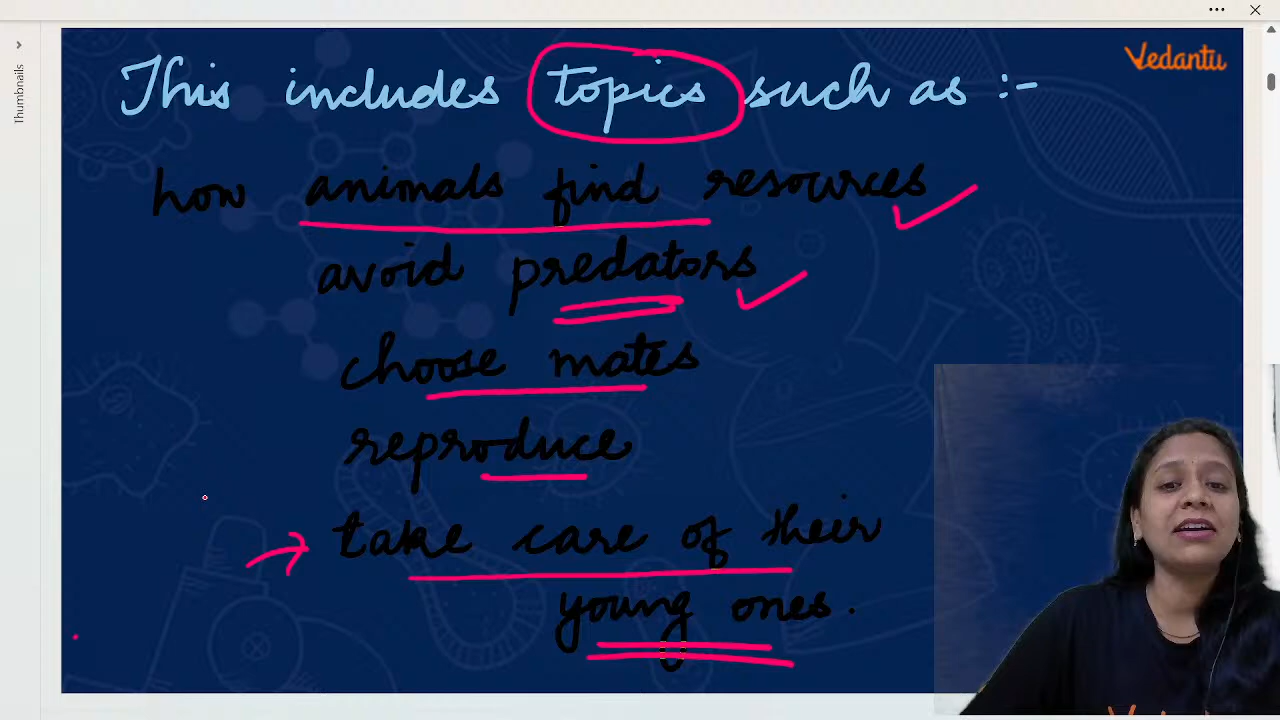 Thumbnails
Vedantu
This includes topics such as :-
how animals find resources
avoid predators
choose mates
reproduce
take care of their
young ones.